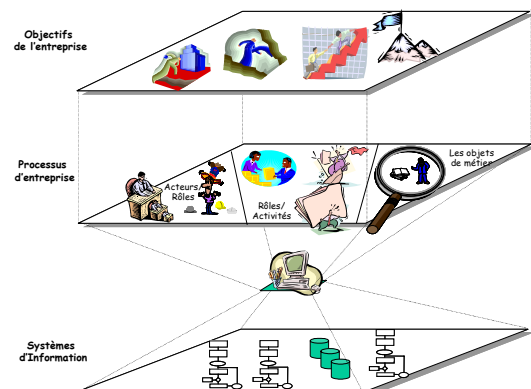 Objectifs
de l'entreprise
Processus
d'entreprise
Acteurs/
Rôles
Rôles/
Activités
Les objets
de métier
Systèmes
d'Information